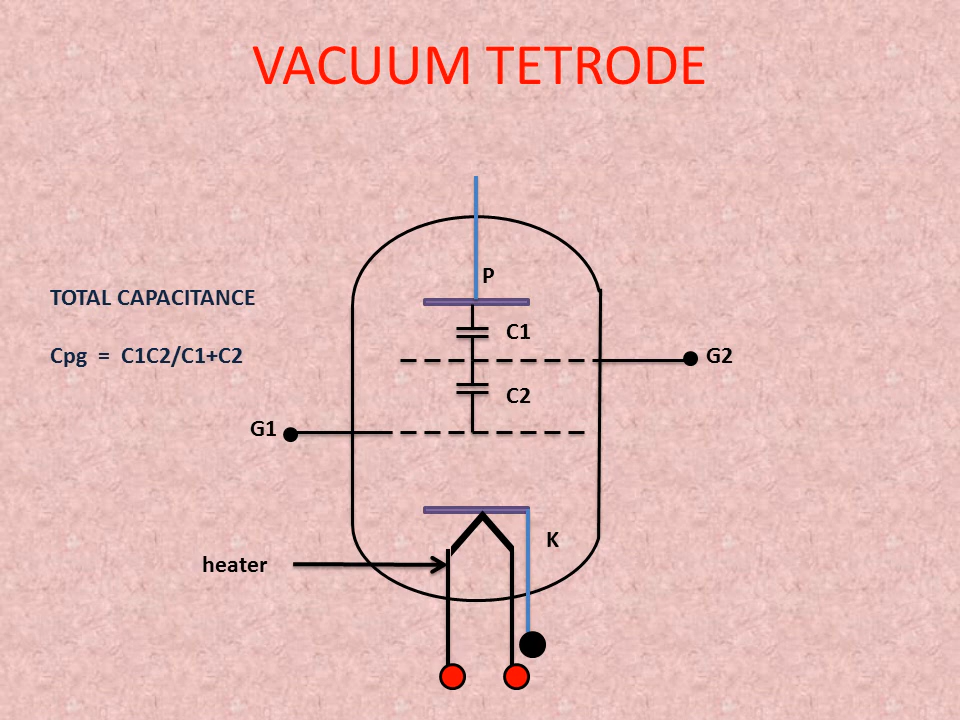 VACUUM TETRODE
P
TOTAL CAPACITANCE
C1
Cpg = C1C2/C1+C2
G2
C2
G1
K
heater